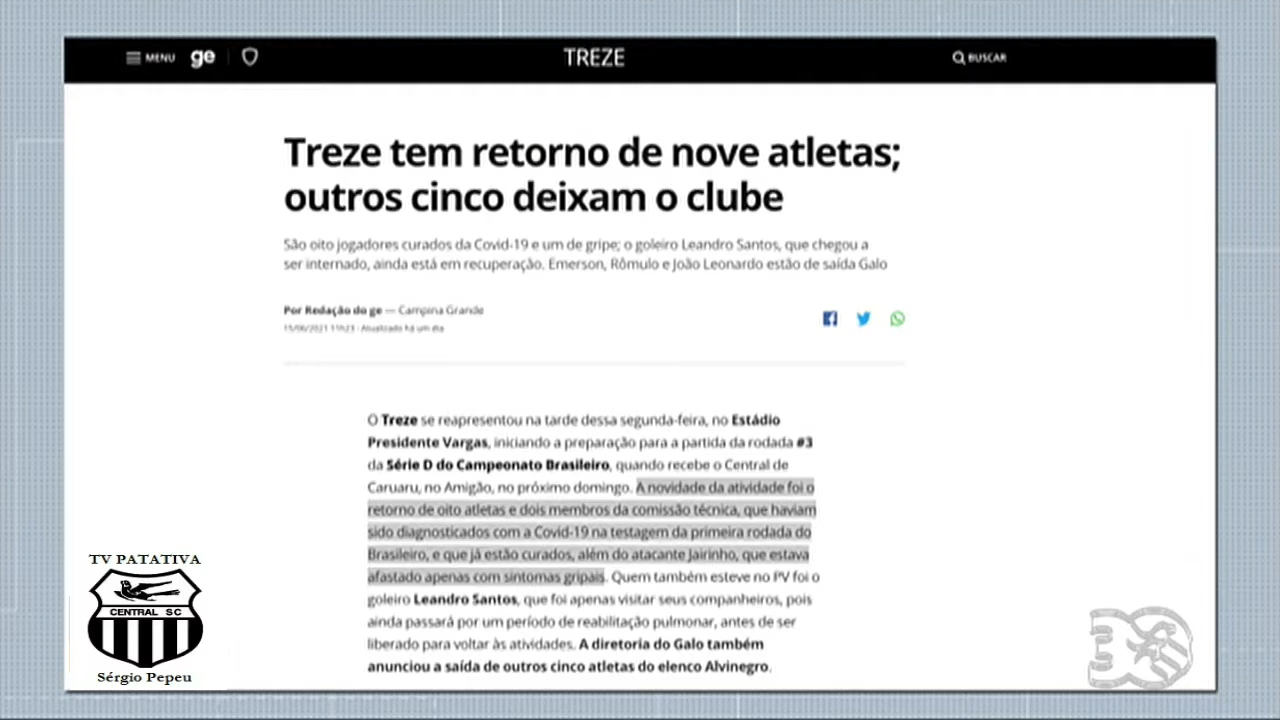 MENU ge TREZE BUSCAR
Treze tem retorno de nove atletas;
outros cinco deixam o clube
São oito jogadores curados da Covid-19 e um de gripe; o goleiro Leandro Santos, que chegou a
ser internado, ainda está em recuperação. Emerson, Rômulo e João Leonardo estão de saída Galo
Por Redação do ge — Campina Grande
15/06/2021 11h23 · Atualizado há um dia
O Treze se reapresentou na tarde dessa segunda-feira, no Estádio
Presidente Vargas, iniciando a preparação para a partida da rodada #3
da Série D do Campeonato Brasileiro, quando recebe o Central de
Caruaru, no Amigão, no próximo domingo. A novidade da atividade foi o
retorno de oito atletas e dois membros da comissão técnica, que haviam
sido diagnosticados com a Covid-19 na testagem da primeira rodada do
Brasileiro, e que já estão curados, além do atacante Jairinho, que estava
afastado apenas com sintomas gripais. Quem também esteve no PV foi o
goleiro Leandro Santos, que foi apenas visitar seus companheiros, pois
ainda passará por um período de reabilitação pulmonar, antes de ser
liberado para voltar às atividades. A diretoria do Galo também
anunciou a saída de outros cinco atletas do elenco Alvinegro.
TV PATATIVA
CENTRAL SC
Sérgio Pepeu
30